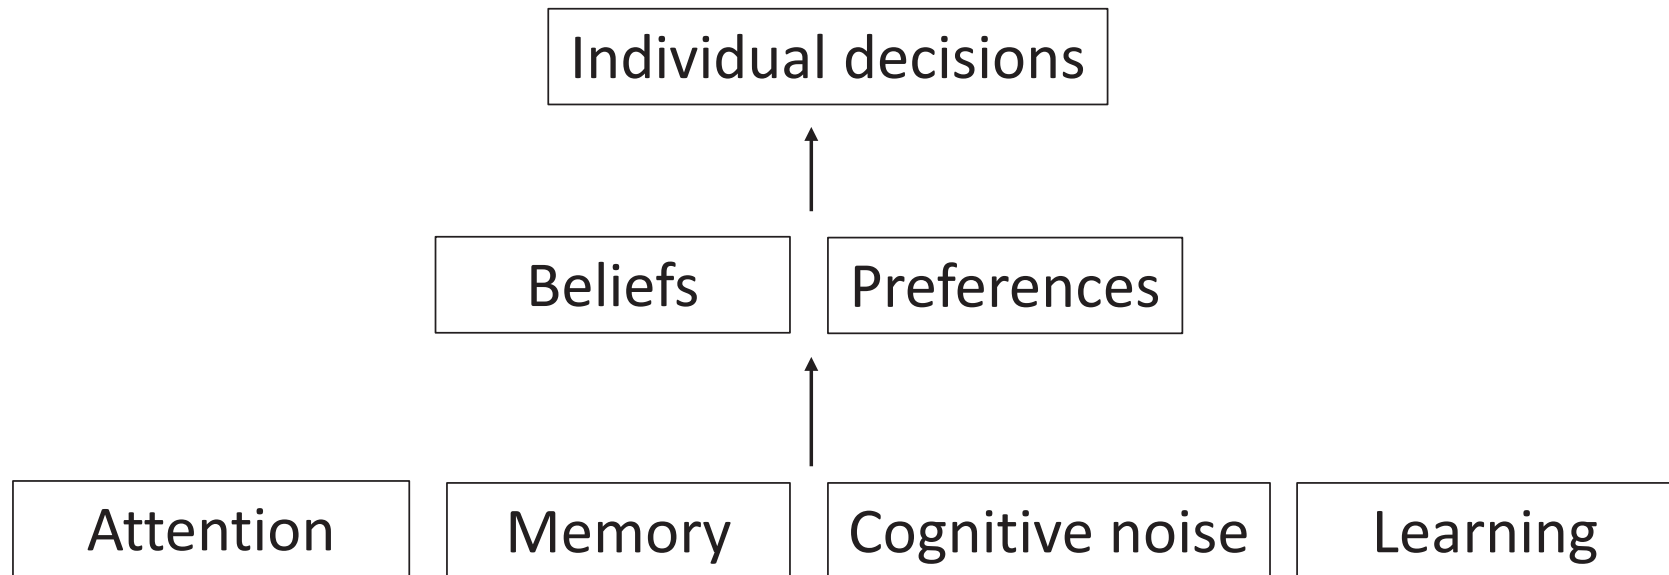 Individual decisions
Beliefs
Preferences
Attention
Memory
Cognitive noise
Learning